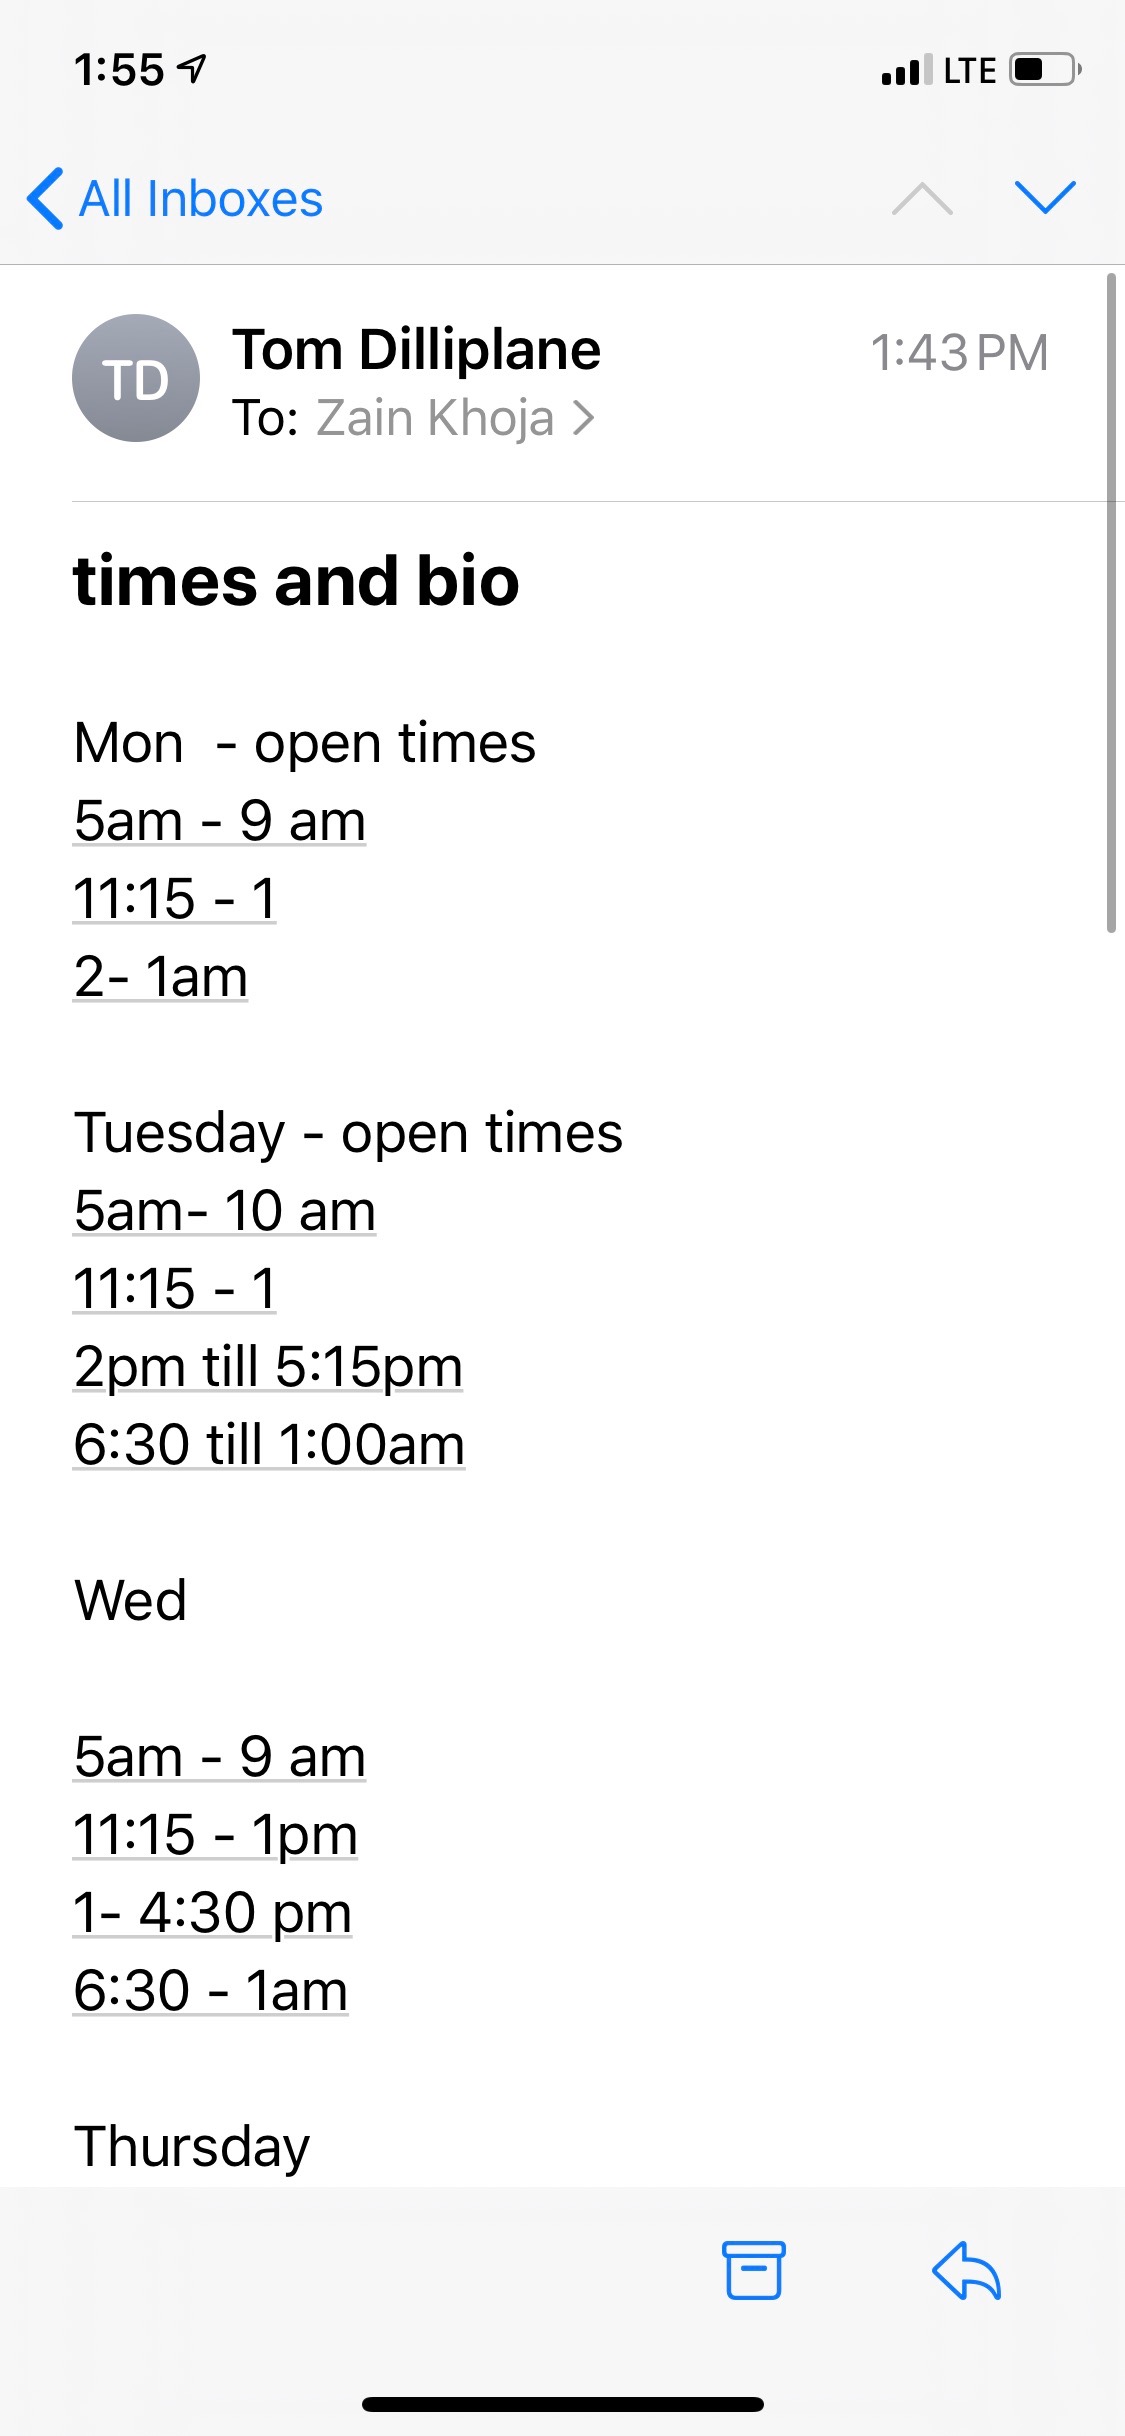 1:55
LTE
All Inboxes
TD
Tom Dilliplane
1:43 PM
To: Zain Khoja
times and bio
Mon  - open times
5am - 9 am
11:15 - 1
2- 1am
Tuesday - open times
5am- 10 am
11:15 - 1
2pm till 5:15pm
6:30 till 1:00am
Wed
5am - 9 am
11:15 - 1pm
1- 4:30 pm
6:30 - 1am
Thursday